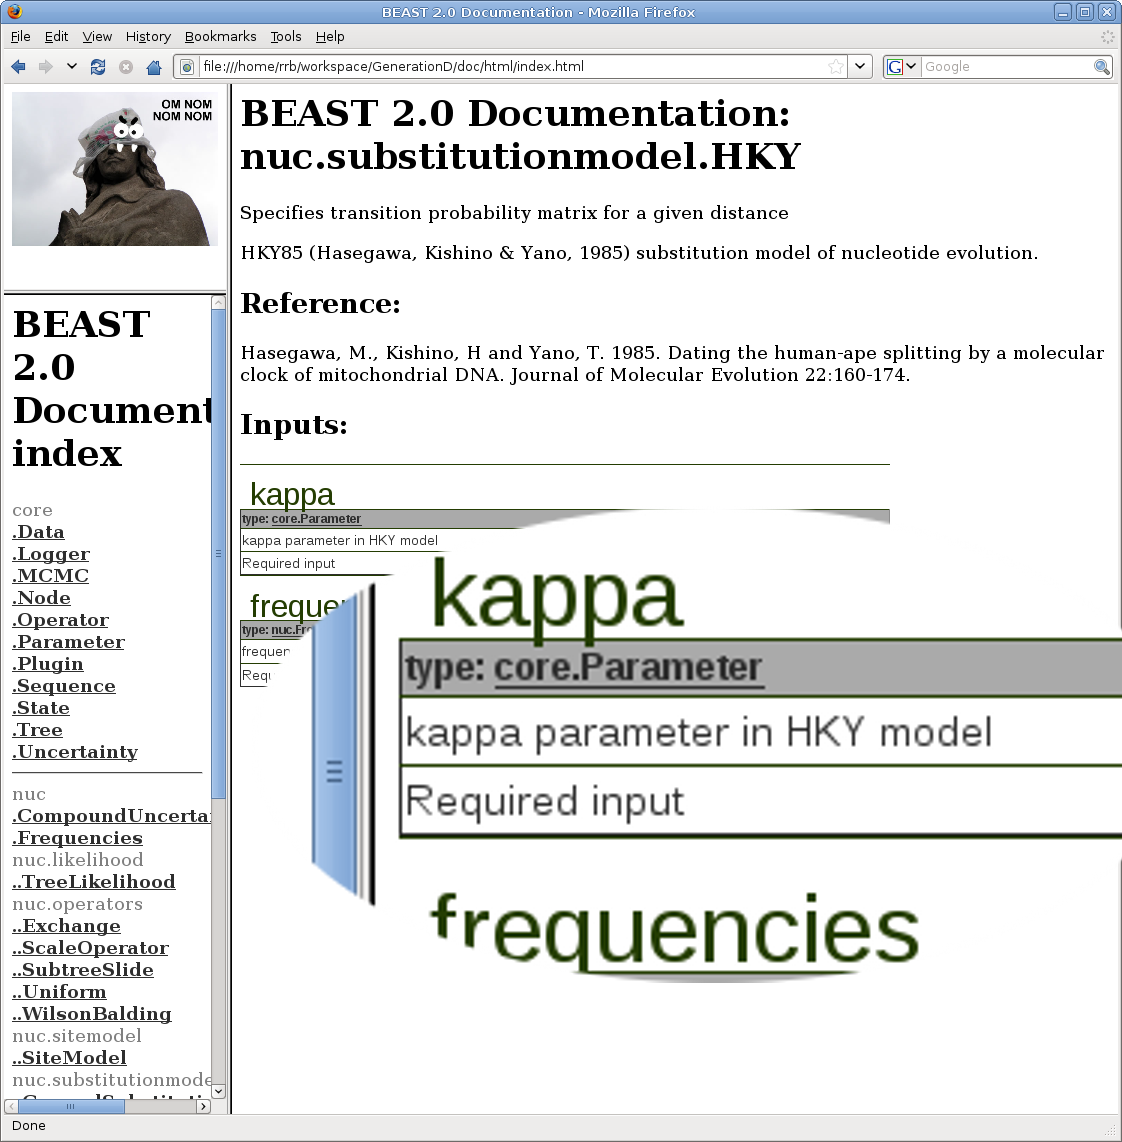 BEAST 2.0 Documentation - Mozilla Firefox
File Edit View History Bookmarks Tools Help
file:///home/rrb/workspace/GenerationD/doc/html/index.html
G Google
OM NOM
NOM NOM
BEAST
2.0
Document
index
core
.Data
.Logger
.MCMC
.Node
.Operator
.Parameter
.Plugin
.Sequence
.State
.Tree
.Uncertainty
nuc
.CompoundUncerta
.Frequencies
nuc.likelihood
..TreeLikelihood
nuc.operators
..Exchange
..ScaleOperator
..SubtreeSlide
..Uniform
..WilsonBalding
nuc.sitemodel
..SiteModel
nuc.substitutionmode
BEAST 2.0 Documentation:
nuc.substitutionmodel.HKY
Specifies transition probability matrix for a given distance
HKY85 (Hasegawa, Kishino & Yano, 1985) substitution model of nucleotide evolution.
Reference:
Hasegawa, M., Kishino, H and Yano, T. 1985. Dating the human-ape splitting by a molecular
clock of mitochondrial DNA. Journal of Molecular Evolution 22:160-174.
Inputs:
kappa
type: core.Parameter
kappa parameter in HKY model
Required input
freque
type: nuc.Fr
frequen
Requ
kappa
type: core.Parameter
kappa parameter in HKY model
Required input
frequencies
Done